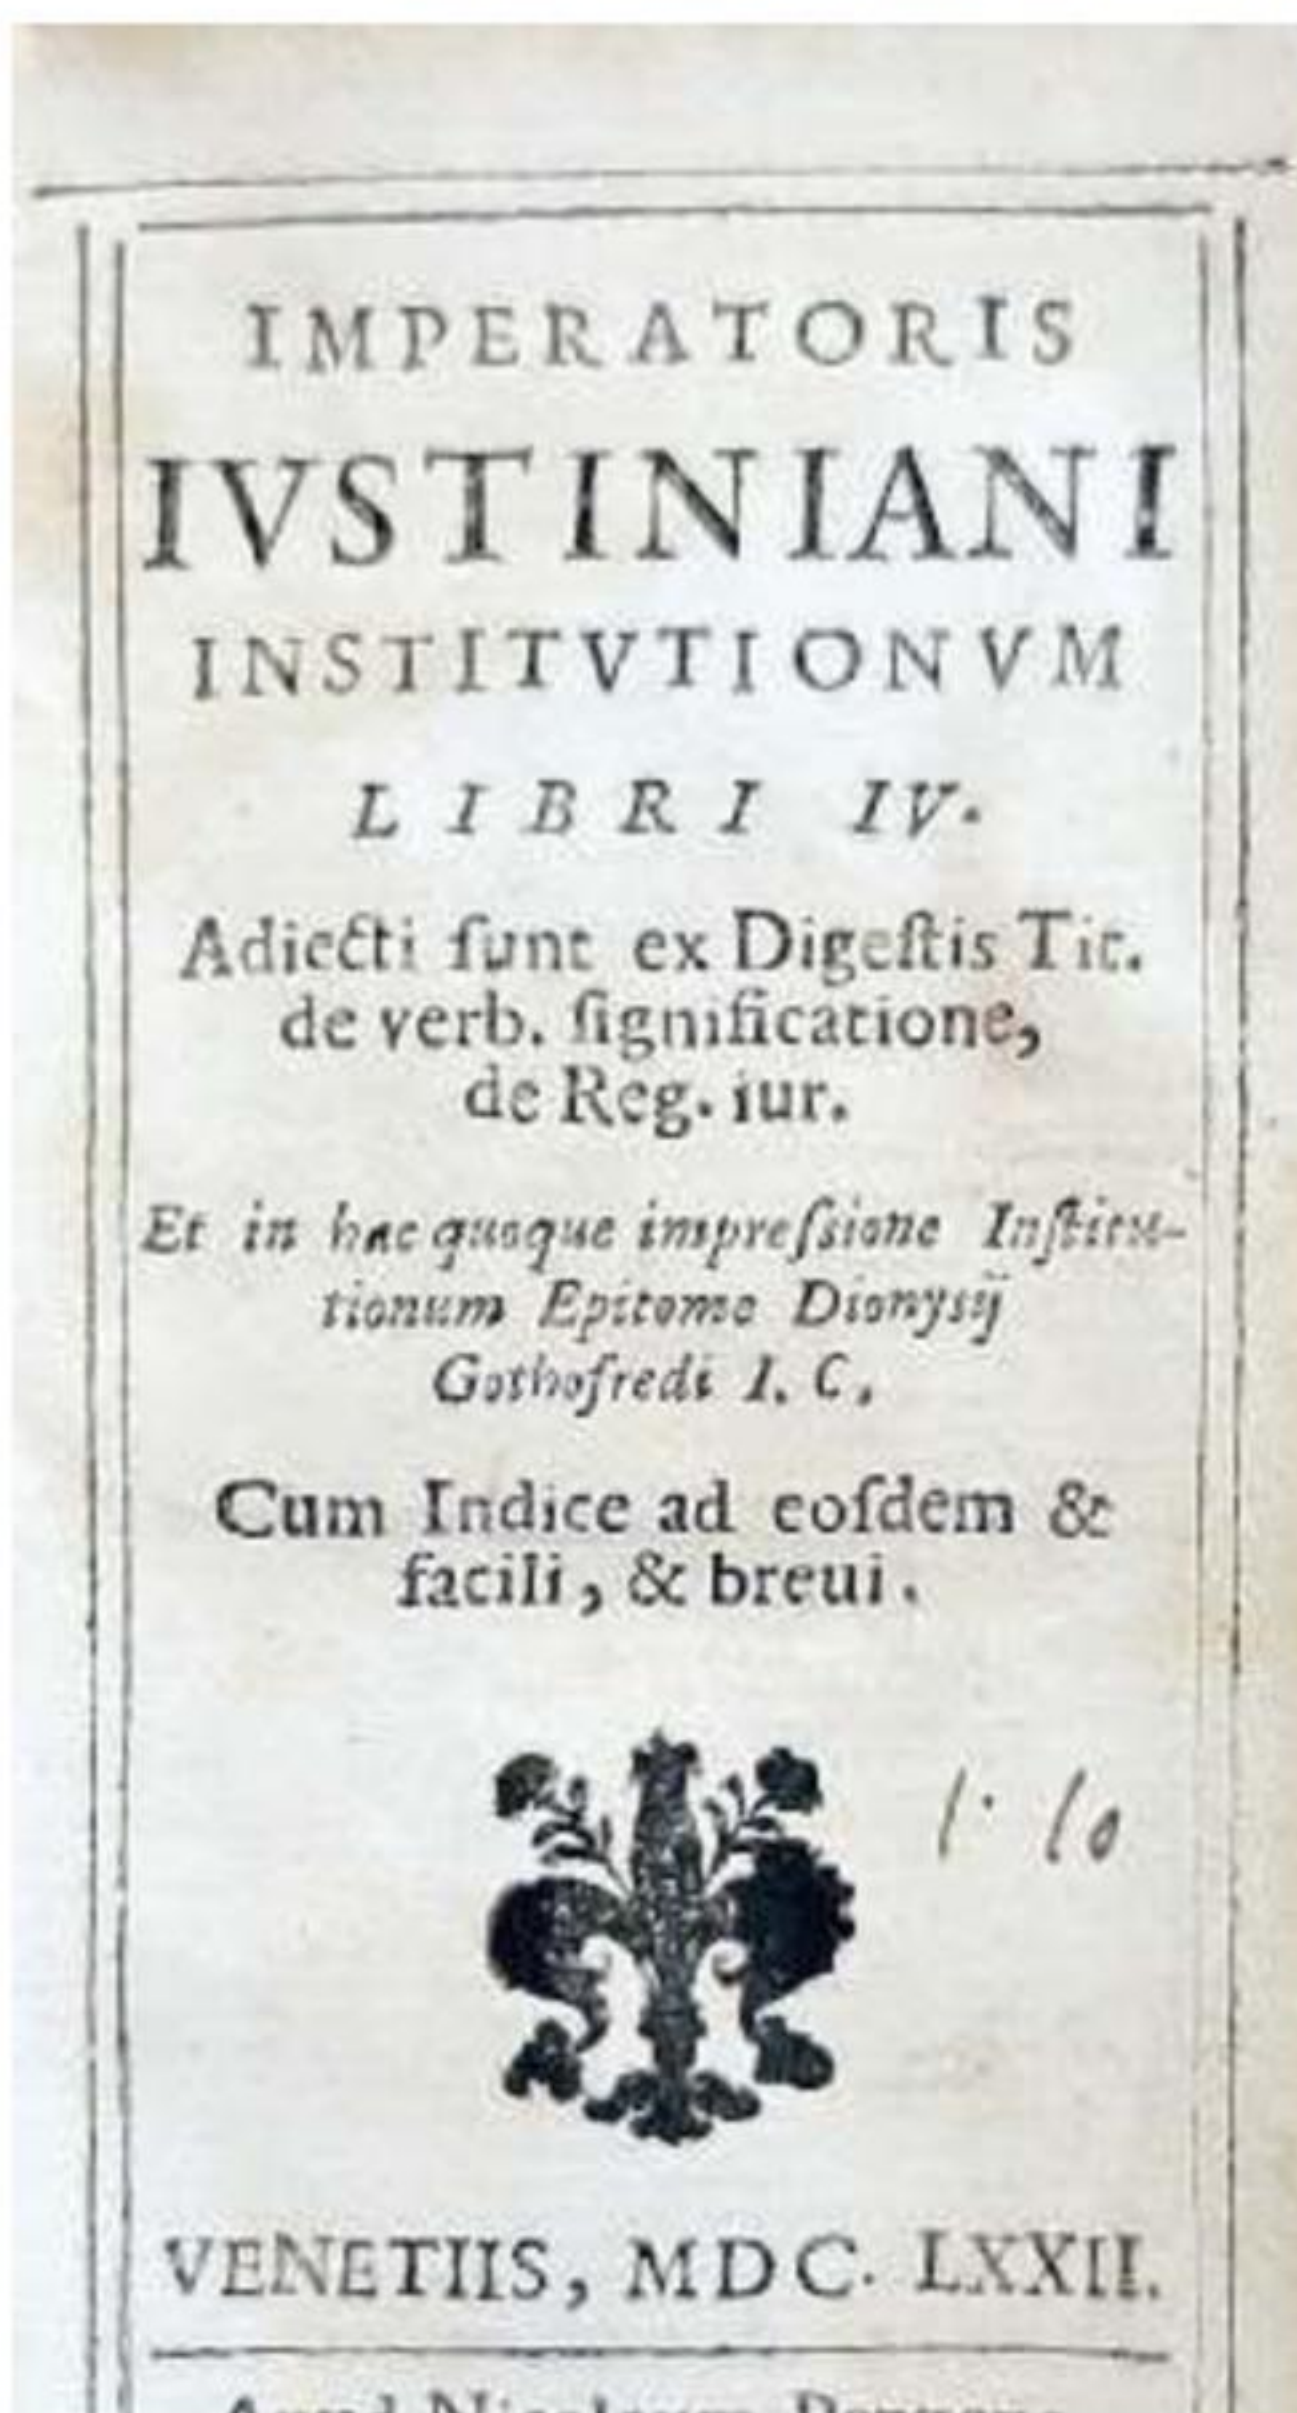 IMPERATORIS
IVSTINIANI
INSTITVTIONVM
LIBRI IV.
Adiecti ſunt ex Digeſtis Tit.
de verb. ſignificatione,
de Reg. iur.
Et in hac quoque impreſsione Inſtitu-
tionum Epitome Dionysij
Gothofredi I. C.
Cum Indice ad eoſdem &
facili, & breui.
1. 10
VENETIIS, MDC. LXXII.